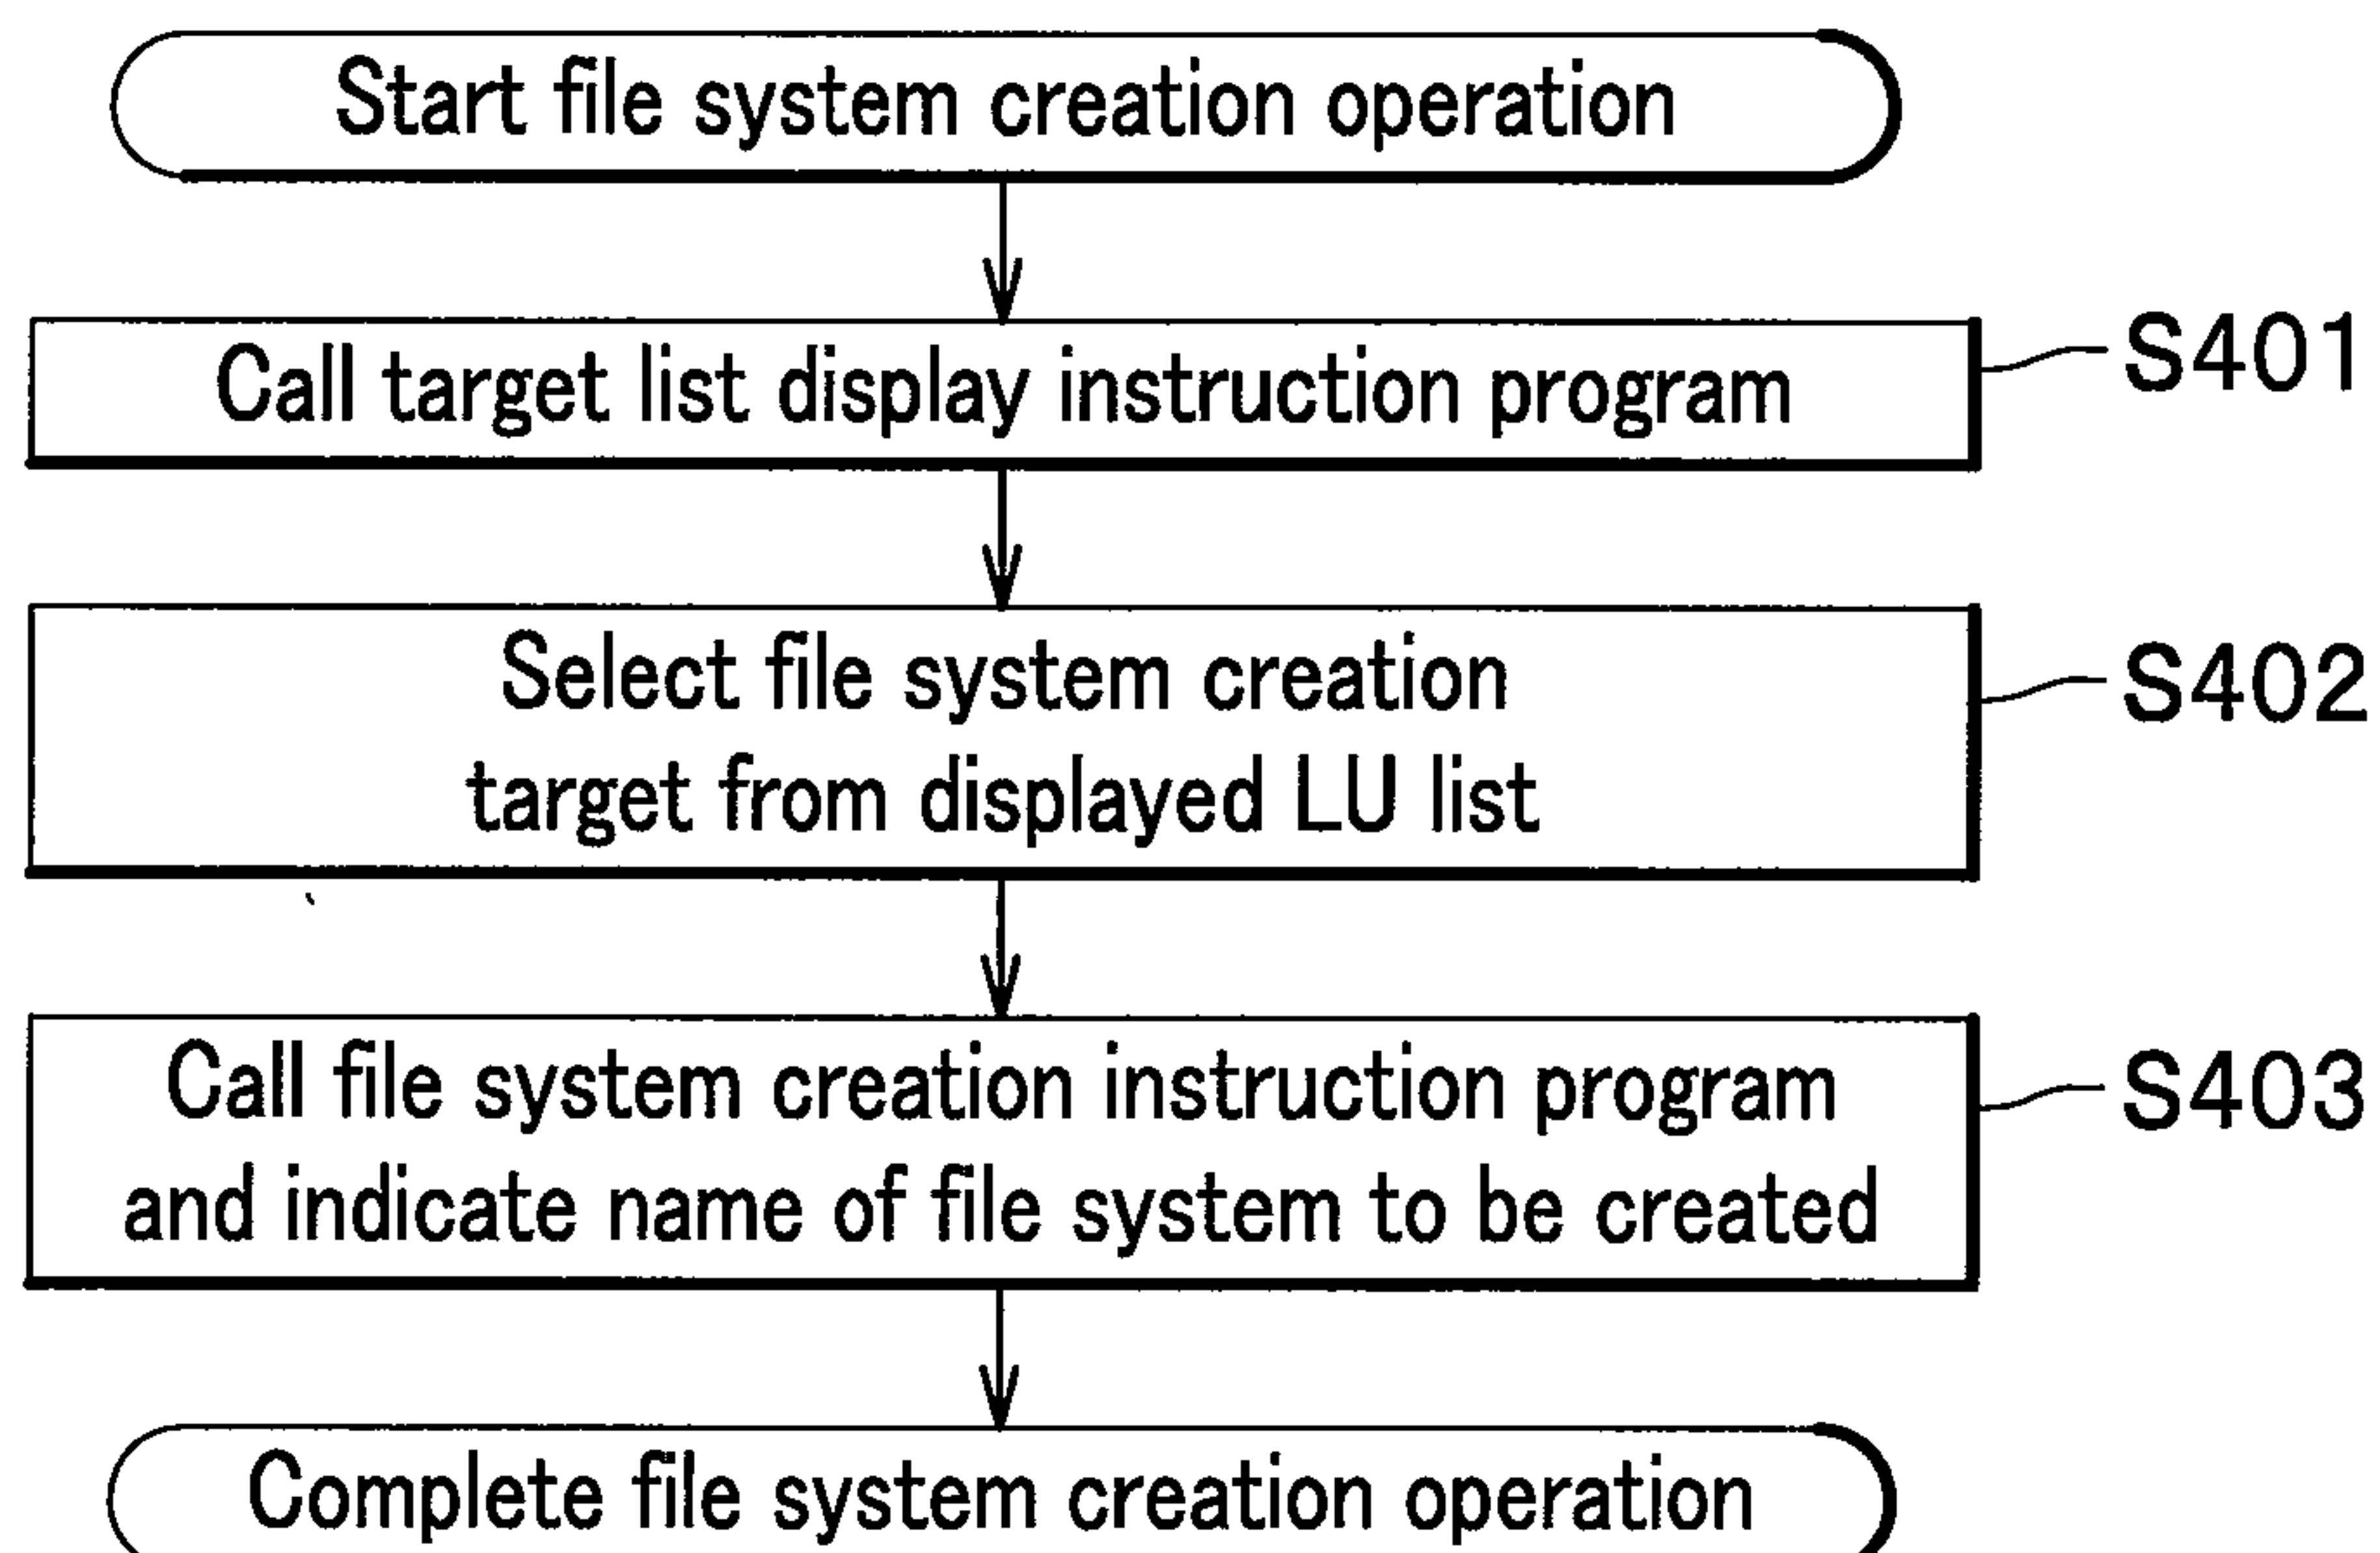 Start file system creation operation
Call target list display instruction program
S401
Select file system creation
target from displayed LU list
S402
Call file system creation instruction program
and indicate name of file system to be created
S403
Complete file system creation operation